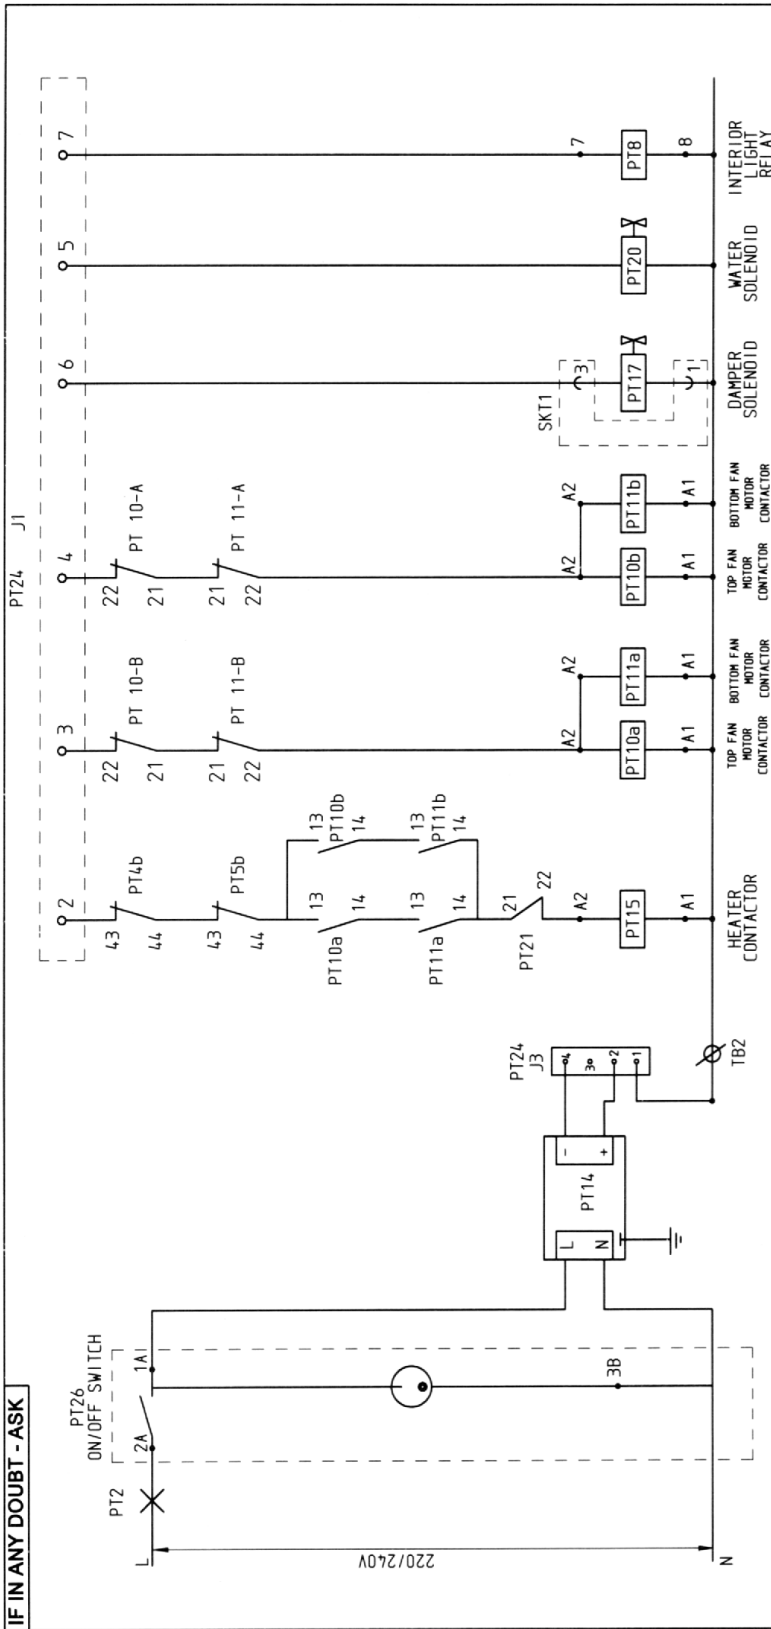 IF IN ANY DOUBT - ASK
L
220/240V
N
PT2
PT26
ON/OFF SWITCH
2A
1A
3B
L
N
PT14
-
+
PT24
J3
4
3
2
1
TB2
PT24
J1
2
43
PT4b
44
43
PT5b
44
13
PT10b
14
13
PT11b
14
13
PT10a
14
13
PT11a
14
21
PT21
22
A2
PT15
A1
HEATER
CONTACTOR
3
22
PT 10-B
21
21
PT 11-B
22
A2
A2
PT10a
PT11a
A1
A1
TOP FAN
MOTOR
CONTACTOR
BOTTOM FAN
MOTOR
CONTACTOR
4
22
PT 10-A
21
21
PT 11-A
22
A2
A2
PT10b
PT11b
A1
A1
TOP FAN
MOTOR
CONTACTOR
BOTTOM FAN
MOTOR
CONTACTOR
6
SKT1
3
PT17
1
DAMPER
SOLENOID
5
PT20
WATER
SOLENOID
7
7
PT8
8
INTERIOR
LIGHT
RELAY